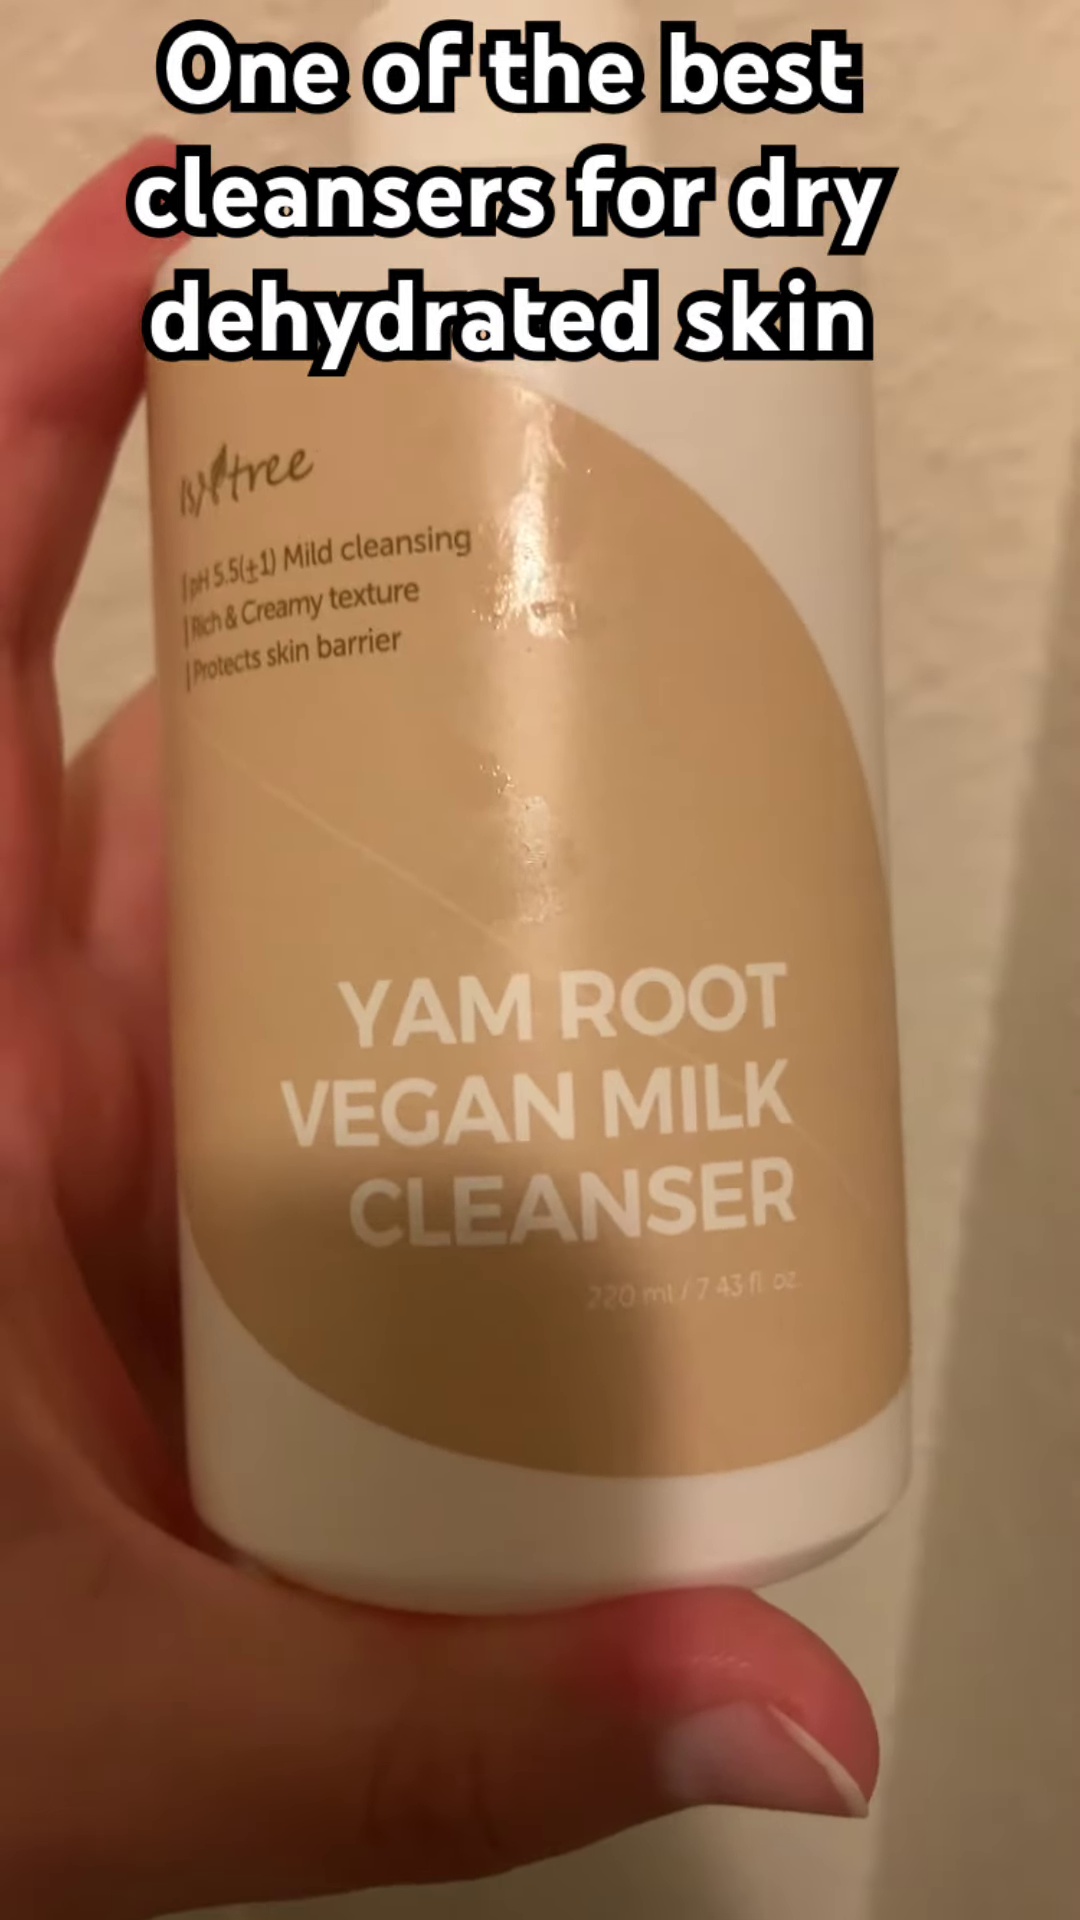 One of the best
cleansers for dry
dehydrated skin
isntree
pH 5.5(±1) Mild cleansing
Rich & Creamy texture
Protects skin barrier
YAM ROOT
VEGAN MILK
CLEANSER
220 ml / 7.43 fl oz.